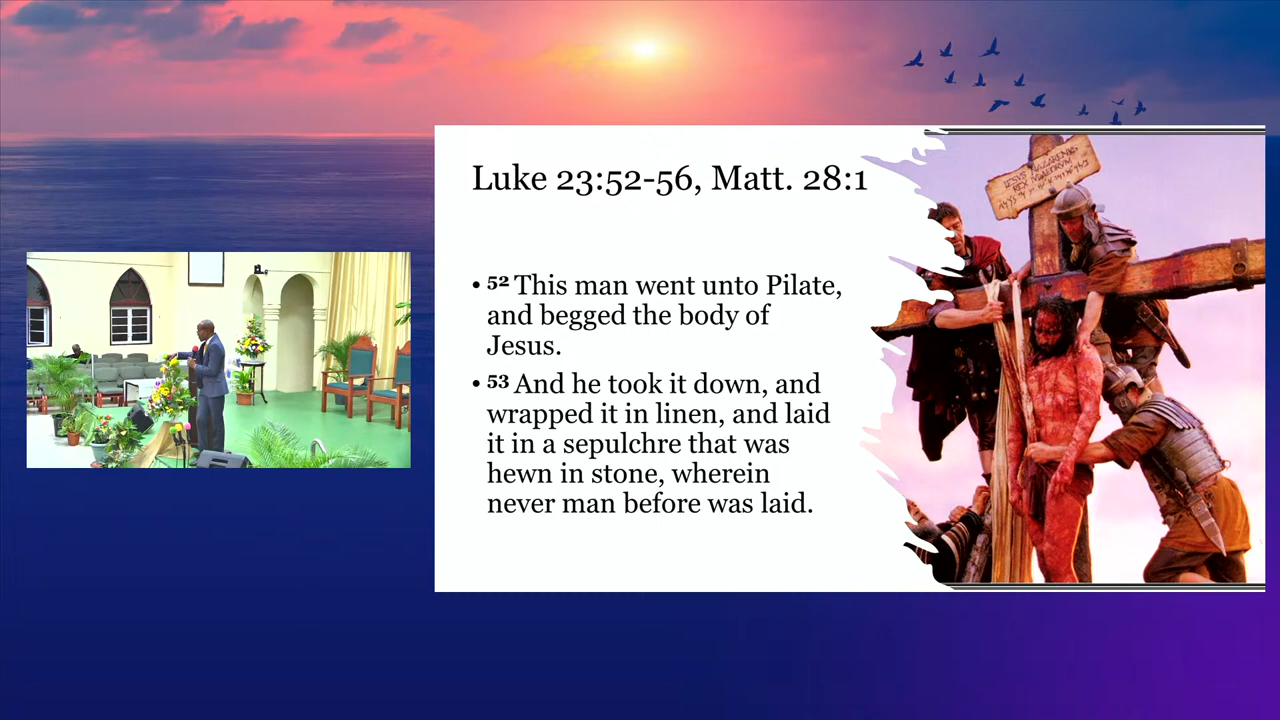 Luke 23:52-56, Matt. 28:1
• 52 This man went unto Pilate,
and begged the body of
Jesus.
• 53 And he took it down, and
wrapped it in linen, and laid
it in a sepulchre that was
hewn in stone, wherein
never man before was laid.